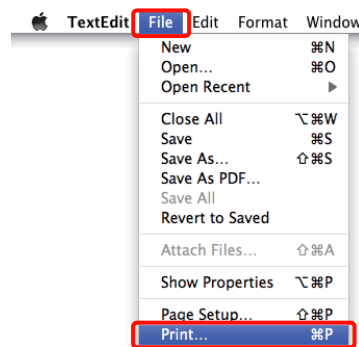 TextEdit File Edit Format Window
New ⌘N
Open... ⌘O
Open Recent ▶
Close All ⌥⌘W
Save ⌘S
Save As... ⇧⌘S
Save As PDF...
Save All
Revert to Saved
Attach Files... ⇧⌘A
Show Properties ⌥⌘P
Page Setup... ⇧⌘P
Print... ⌘P